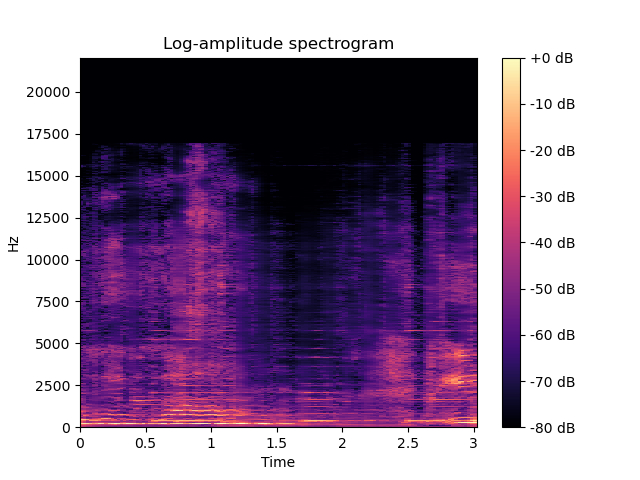 Log-amplitude spectrogram
20000
17500
15000
12500
10000
7500
5000
2500
0
Hz
0
0.5
1
1.5
2
2.5
3
Time
+0 dB
-10 dB
-20 dB
-30 dB
-40 dB
-50 dB
-60 dB
-70 dB
-80 dB